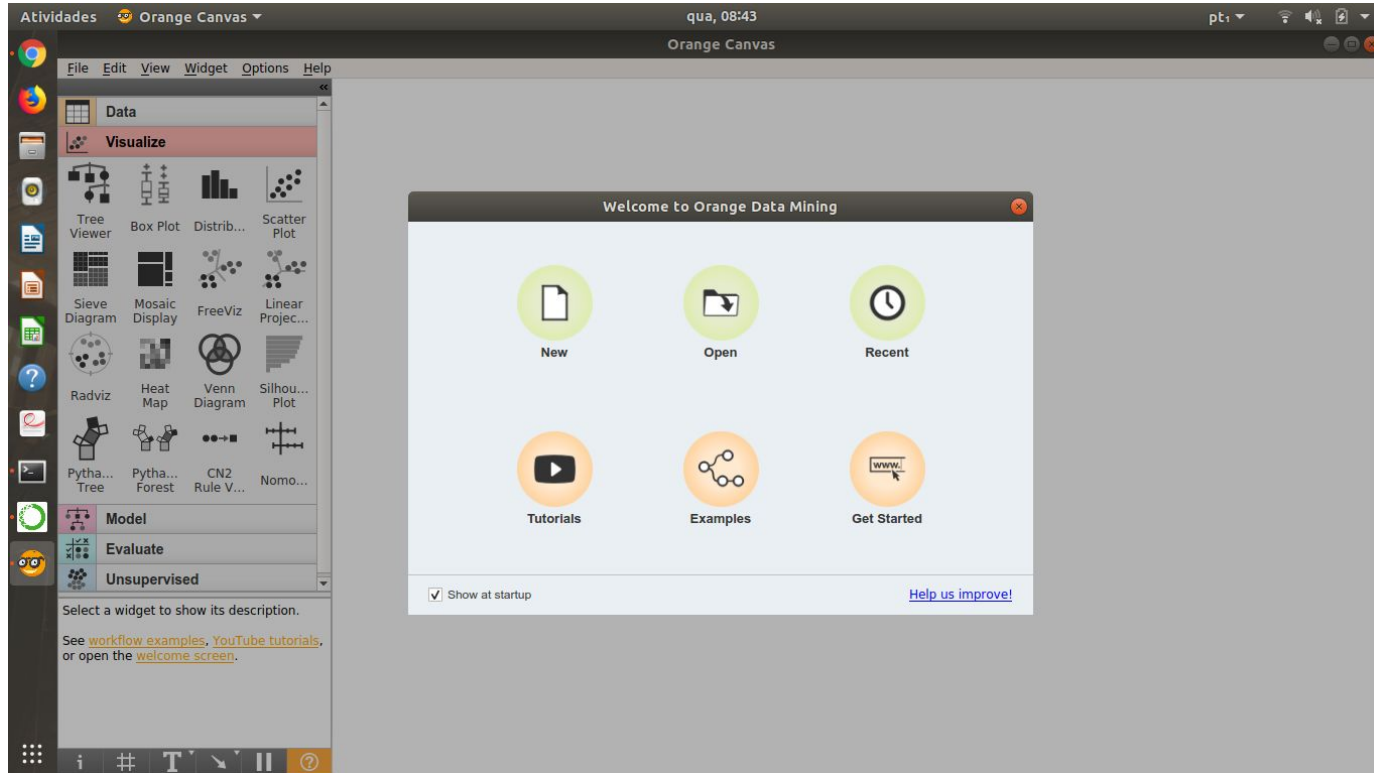 Atividades Orange Canvas qua, 08:43 pt₁
Orange Canvas
File Edit View Widget Options Help
«
Data
Visualize
Tree Viewer
Box Plot
Distrib...
Scatter Plot
Sieve Diagram
Mosaic Display
FreeViz
Linear Projec...
Radviz
Heat Map
Venn Diagram
Silhou... Plot
Pytha... Tree
Pytha... Forest
CN2 Rule V...
Nomo...
Model
Evaluate
Unsupervised
Select a widget to show its description.
See workflow examples, YouTube tutorials,
or open the welcome screen.
Welcome to Orange Data Mining
New Open Recent
www.
Tutorials Examples Get Started
Show at startup Help us improve!
i # T ?